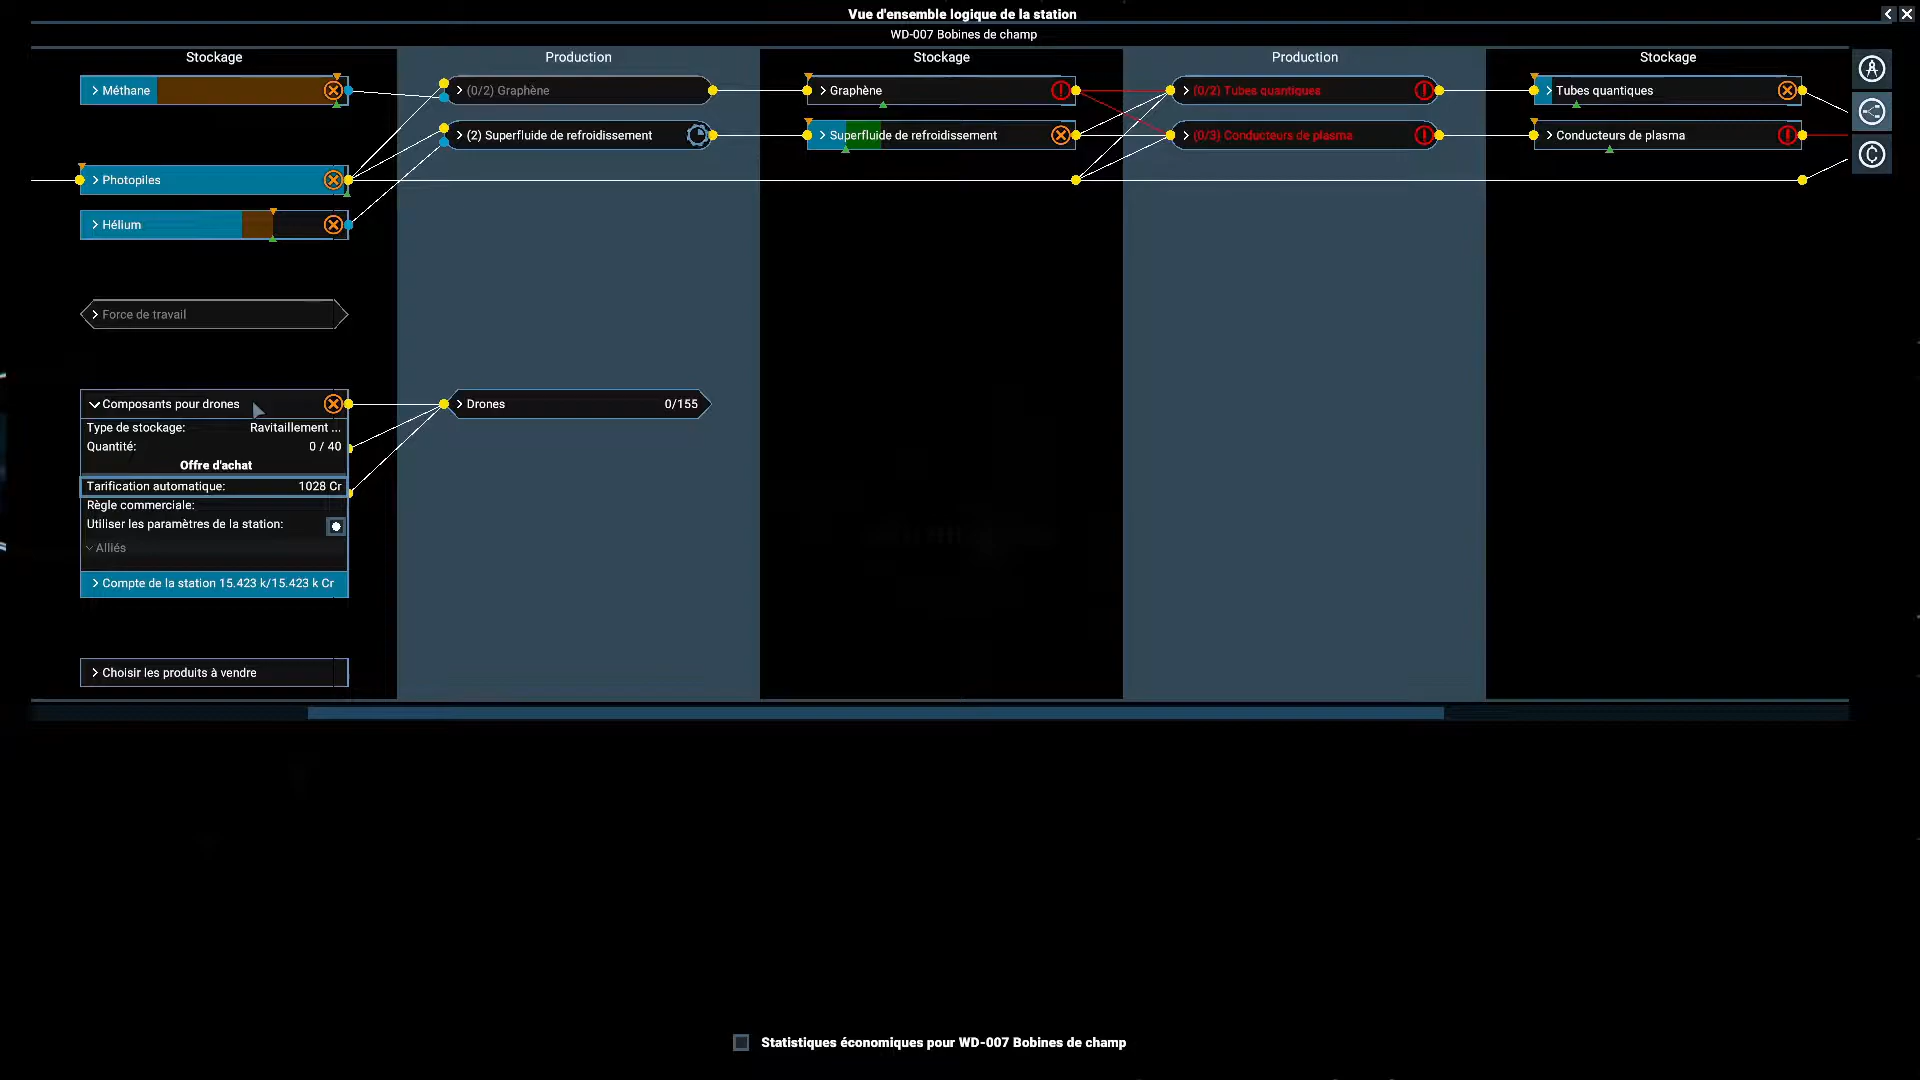 Vue d'ensemble logique de la station
WD-007 Bobines de champ
Stockage
Production
Stockage
Production
Stockage
Méthane
(0/2) Graphène
Graphène
(0/2) Tubes quantiques
Tubes quantiques
(2) Superfluide de refroidissement
Superfluide de refroidissement
(0/3) Conducteurs de plasma
Conducteurs de plasma
Photopiles
Hélium
Force de travail
Composants pour drones
Drones 0/155
Type de stockage: Ravitaillement ...
Quantité: 0 / 40
Offre d'achat
Tarification automatique: 1028 Cr
Règle commerciale:
Utiliser les paramètres de la station:
Alliés
Compte de la station 15.423 k/15.423 k Cr
Choisir les produits à vendre
Statistiques économiques pour WD-007 Bobines de champ